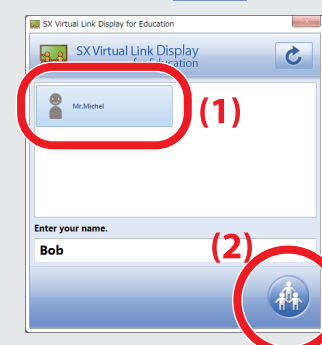 SX Virtual Link Display for Education
SX Virtual Link Display
for Education
Mr.Michel
(1)
Enter your name.
Bob
(2)